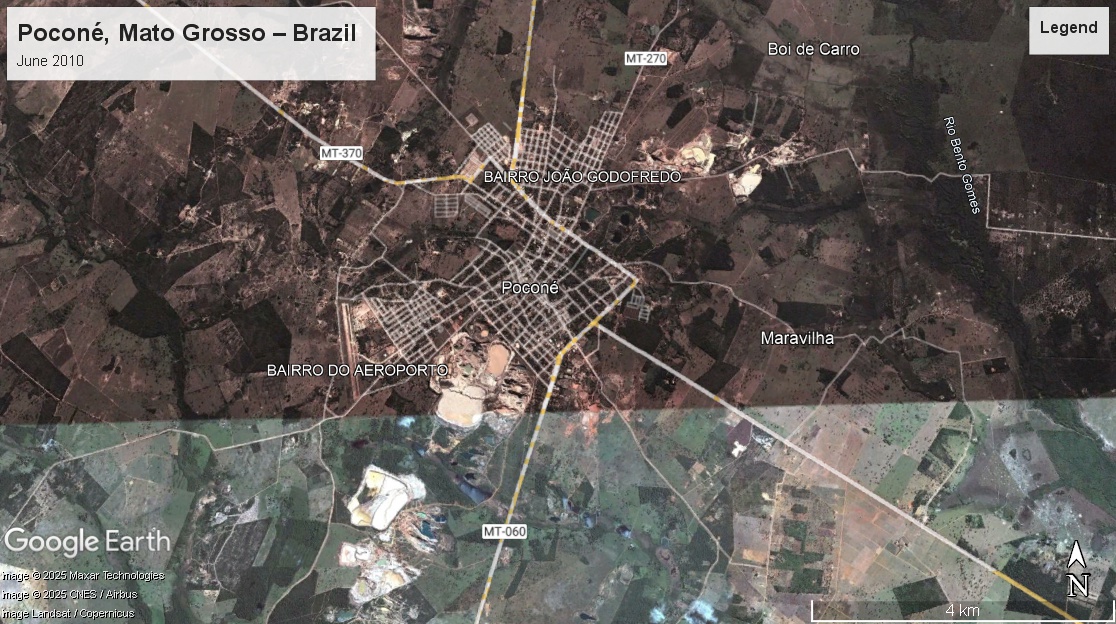 Poconé, Mato Grosso – Brazil
June 2010
Legend
Boi de Carro
MT-270
Rio Bento Gomes
MT-370
BAIRRO JOÃO GODOFREDO
Poconé
Maravilha
BAIRRO DO AEROPORTO
MT-060
Google Earth
Image © 2025 Maxar Technologies
Image © 2025 CNES / Airbus
Image Landsat / Copernicus
N
4 km